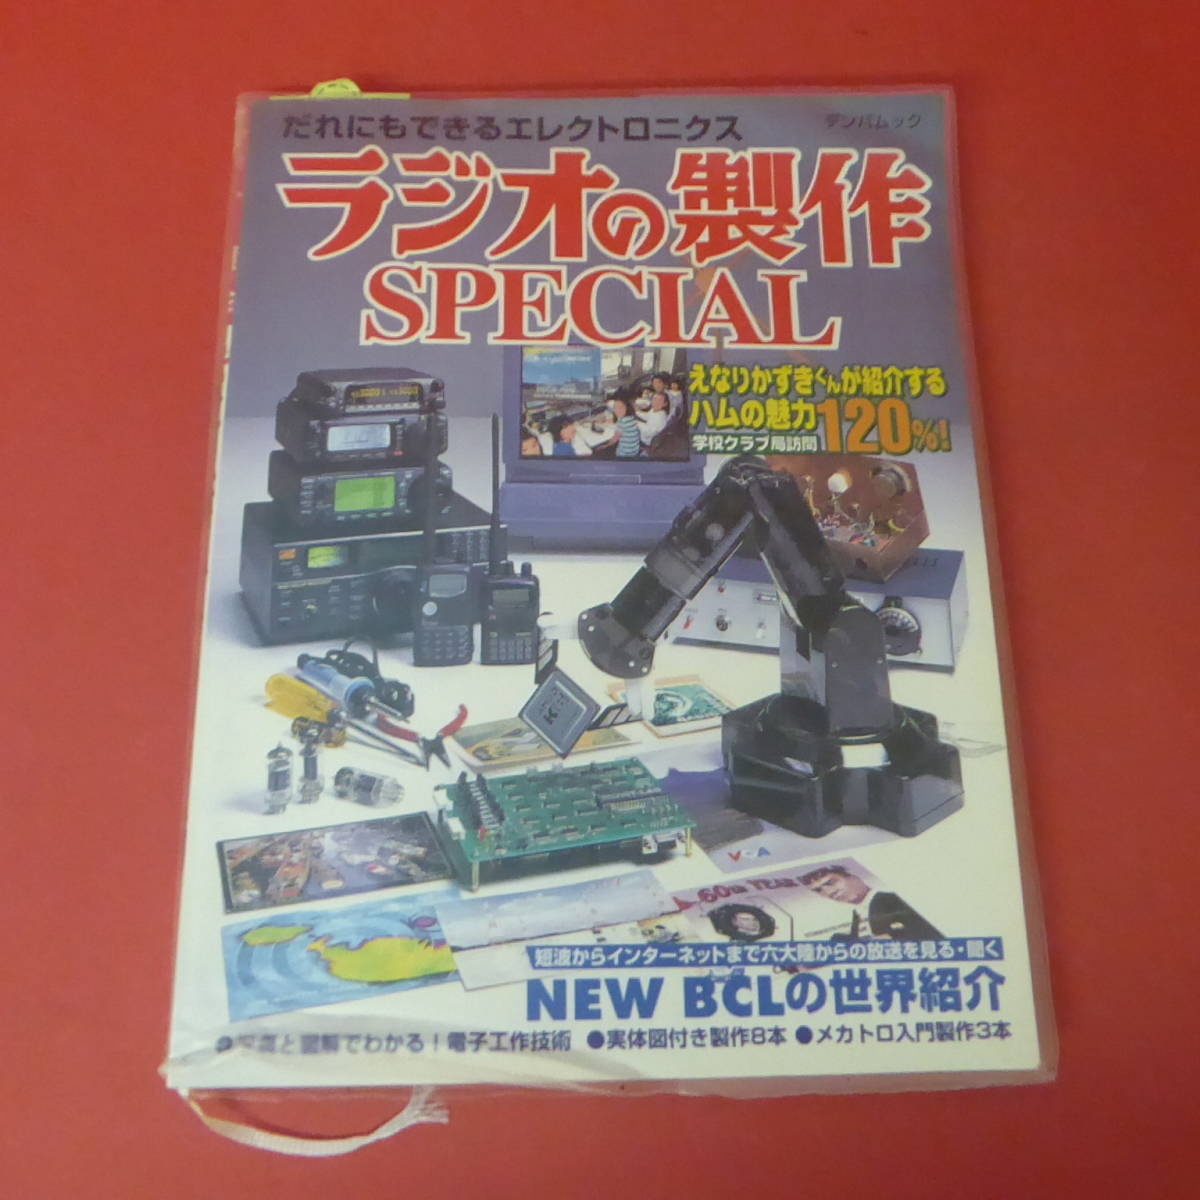 だれにもできるエレクトロニクス
デンパムック
ラジオの製作
SPECIAL
えなりかずきくんが紹介する
ハムの魅力120%!
学校クラブ局訪問
VOA
60th YEAR
短波からインターネットまで六大陸からの放送を見る・聞く
NEW BCLの世界紹介
●写真と図解でわかる!電子工作技術 ●実体図付き製作8本 ●メカトロ入門製作3本